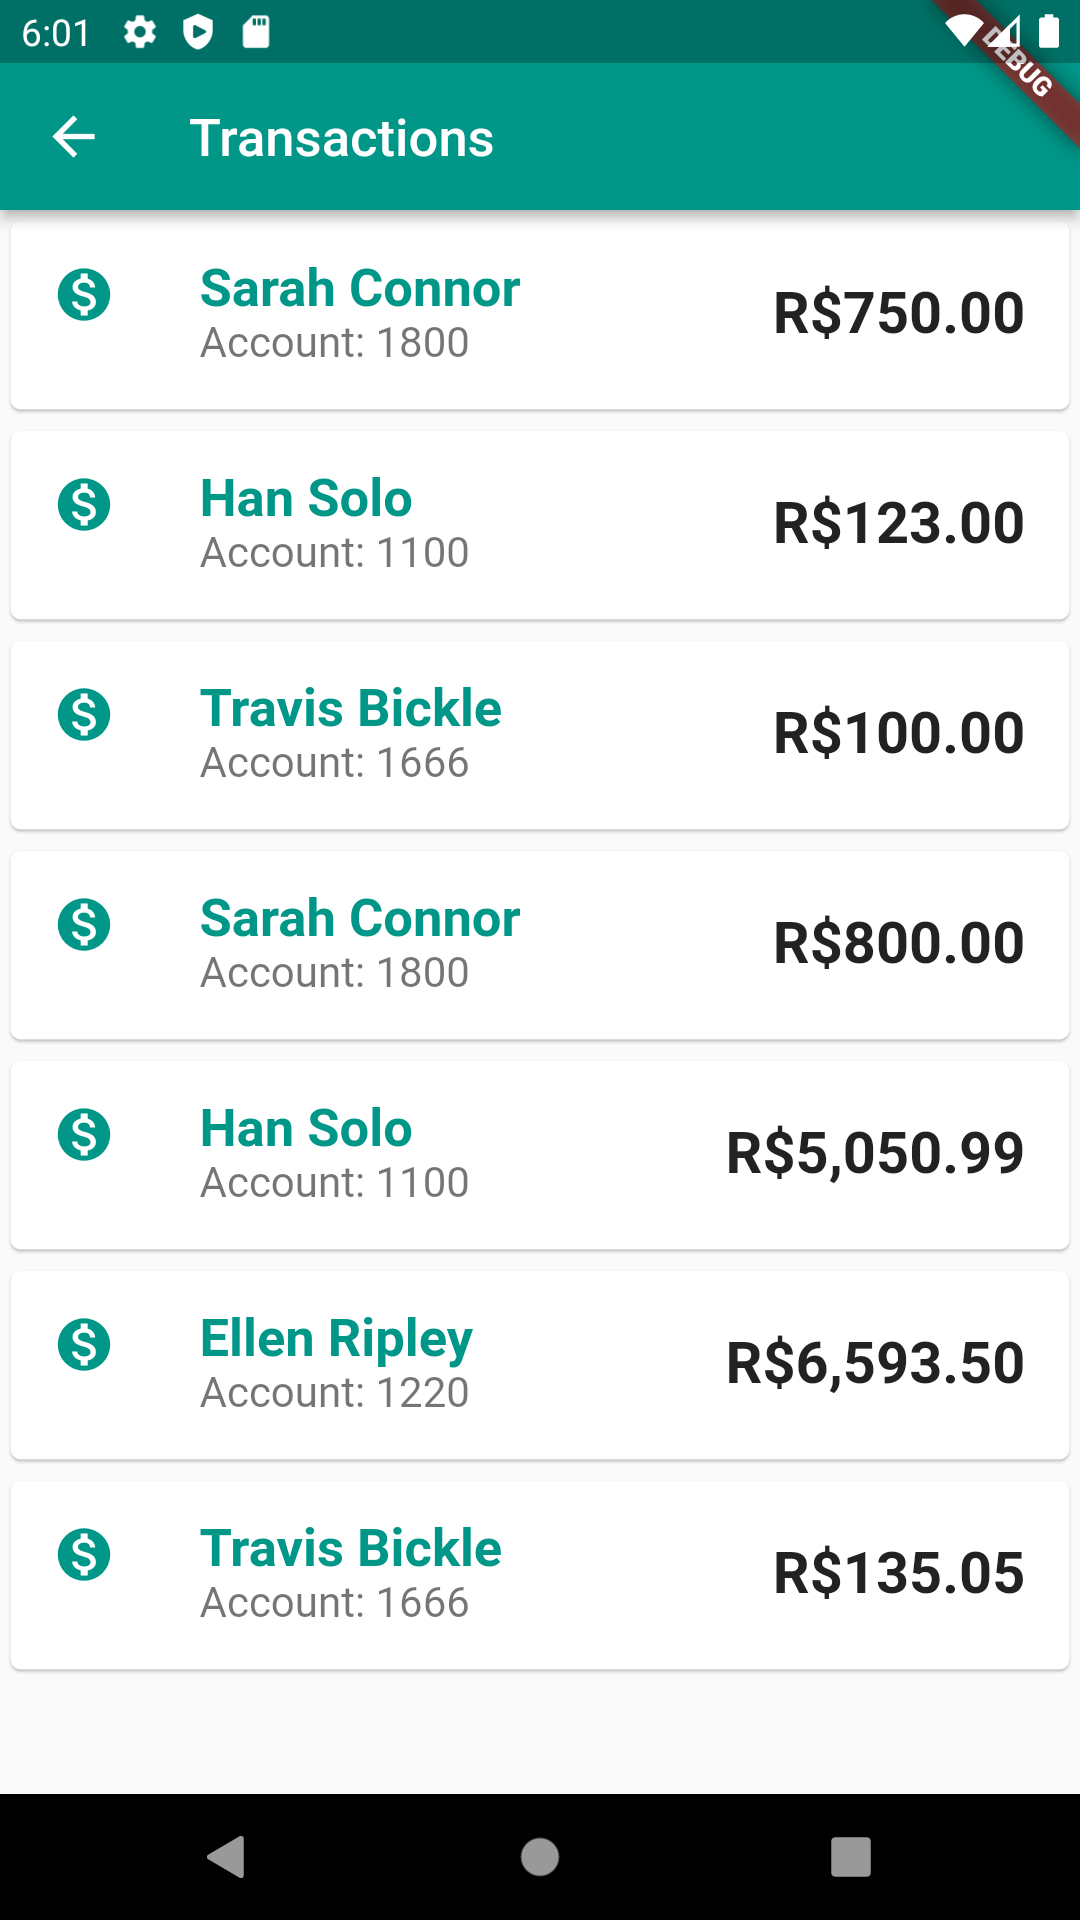 6:01
DEBUG
Transactions
Sarah Connor
Account: 1800
R$750.00
Han Solo
Account: 1100
R$123.00
Travis Bickle
Account: 1666
R$100.00
Sarah Connor
Account: 1800
R$800.00
Han Solo
Account: 1100
R$5,050.99
Ellen Ripley
Account: 1220
R$6,593.50
Travis Bickle
Account: 1666
R$135.05